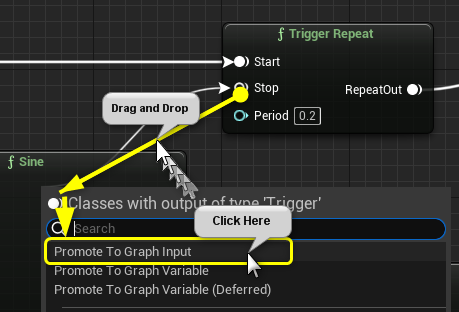 f Trigger Repeat
Start
Stop
RepeatOut
Period 0.2
Drag and Drop
f Sine
Classes with output of type 'Trigger'
Search
Click Here
Promote To Graph Input
Promote To Graph Variable
Promote To Graph Variable (Deferred)